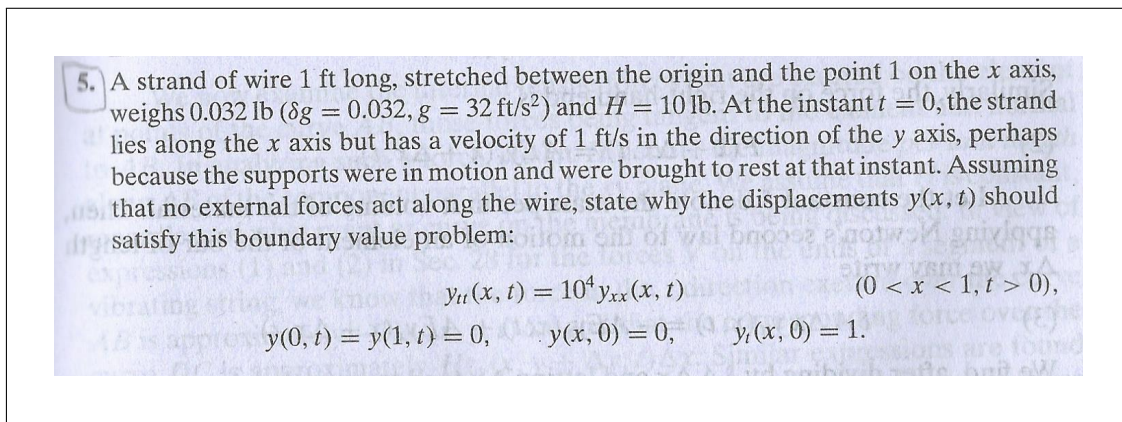 5. A strand of wire 1 ft long, stretched between the origin and the point 1 on the x axis,
weighs 0.032 lb (δg = 0.032, g = 32 ft/s²) and H = 10 lb. At the instant t = 0, the strand
lies along the x axis but has a velocity of 1 ft/s in the direction of the y axis, perhaps
because the supports were in motion and were brought to rest at that instant. Assuming
that no external forces act along the wire, state why the displacements y(x, t) should
satisfy this boundary value problem:
yₜₜ(x, t) = 10⁴yₓₓ(x, t) (0 < x < 1, t > 0),
y(0, t) = y(1, t) = 0, y(x, 0) = 0, yₜ(x, 0) = 1.